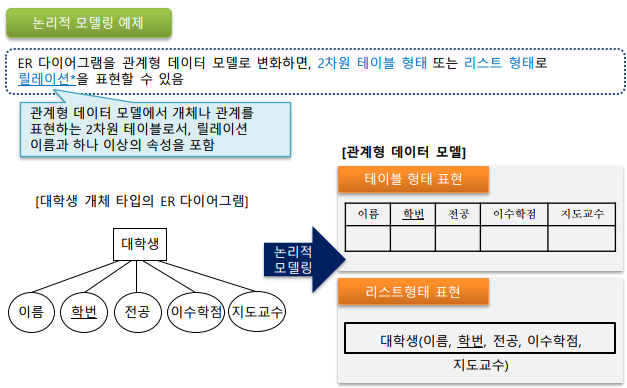 논리적 모델링 예제
ER 다이어그램을 관계형 데이터 모델로 변화하면, 2차원 테이블 형태 또는 리스트 형태로
릴레이션*을 표현할 수 있음
관계형 데이터 모델에서 개체나 관계를
표현하는 2차원 테이블로서, 릴레이션
이름과 하나 이상의 속성을 포함
[관계형 데이터 모델]
테이블 형태 표현
[대학생 개체 타입의 ER 다이어그램]
이름 학번 전공 이수학점 지도교수
대학생
논리적
모델링
리스트형태 표현
이름 학번 전공 이수학점 지도교수
대학생(이름, 학번, 전공, 이수학점,
지도교수)